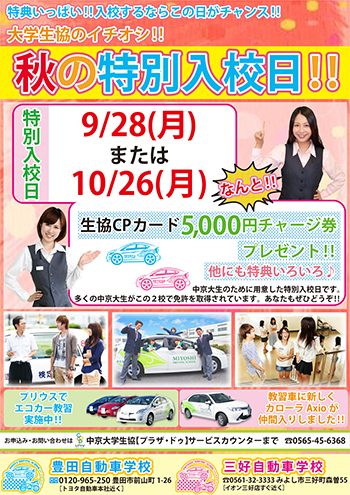 特典いっぱい!!入校するならこの日がチャンス!!
大学生協のイチオシ!!
秋の特別入校日!!
特別入校日
9/28(月)
または
10/26(月)
なんと!!
生協CPカード5,000円チャージ券
プレゼント!!
他にも特典いろいろ♪
中京大生のために用意した特別入校日です。
多くの中京大生がこの2校で免許を取得されています。あなたもぜひどうぞ!!
MIYOSHI
プリウスで
エコカー教習
実施中!!
教習車に新しく
カローラAxioが
仲間入りしました!!
お申込み・お問い合わせは 中京大学生協[プラザ・ドゥ]サービスカウンターまで ☎0565-45-6368
豊田自動車学校
0120-965-250 豊田市前山町1-26
[トヨタ自動車本社近く]
三好自動車学校
☎0561-32-3333 みよし市三好町森曽55
(イオン三好店すぐ近く)